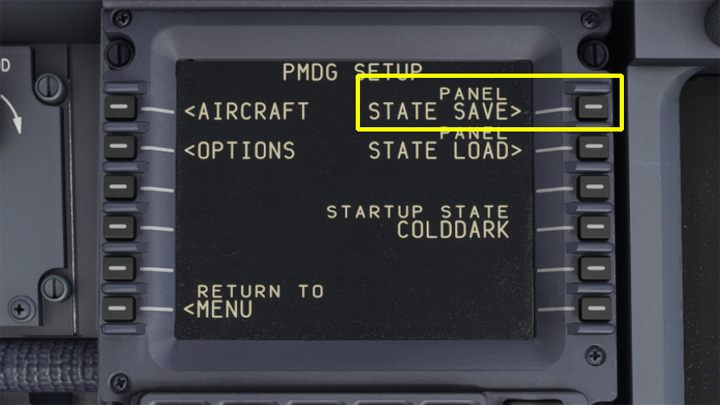 D
PMDG SETUP
PANEL
<AIRCRAFT STATE SAVE>
PANEL
<OPTIONS STATE LOAD>
STARTUP STATE
COLDDARK
RETURN TO
<MENU